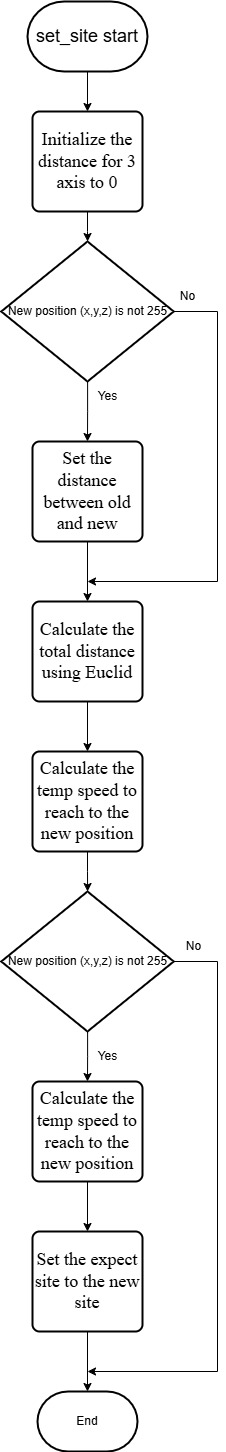 set_site start
Initialize the
distance for 3
axis to 0
New position (x,y,z) is not 255
No
Yes
Set the
distance
between old
and new
Calculate the
total distance
using Euclid
Calculate the
temp speed to
reach to the
new position
New position (x,y,z) is not 255
No
Yes
Calculate the
temp speed to
reach to the
new position
Set the expect
site to the new
site
End